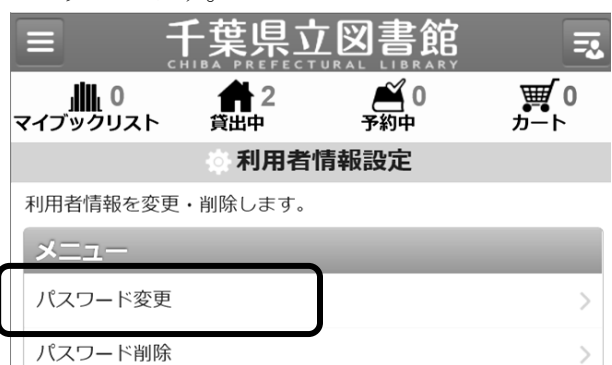 千葉県立図書館
CHIBA PREFECTURAL LIBRARY
0 2 0 0
マイブックリスト 貸出中 予約中 カート
利用者情報設定
利用者情報を変更・削除します。
メニュー
パスワード変更
パスワード削除